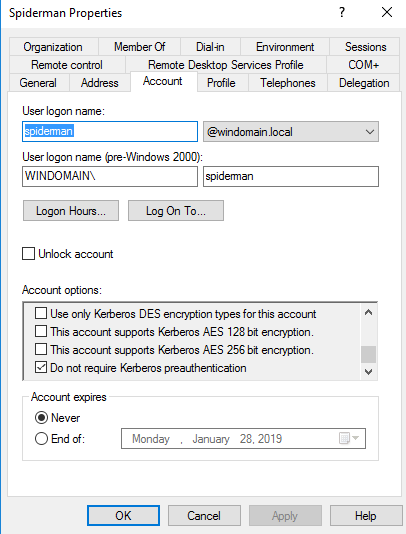 Spiderman Properties
Organization Member Of Dial-in Environment Sessions
Remote control Remote Desktop Services Profile COM+
General Address Account Profile Telephones Delegation
User logon name:
spiderman @windomain.local
User logon name (pre-Windows 2000):
WINDOMAIN\ spiderman
Logon Hours... Log On To...
Unlock account
Account options:
Use only Kerberos DES encryption types for this account
This account supports Kerberos AES 128 bit encryption.
This account supports Kerberos AES 256 bit encryption.
Do not require Kerberos preauthentication
Account expires
Never
End of: Monday , January 28, 2019
OK Cancel Apply Help